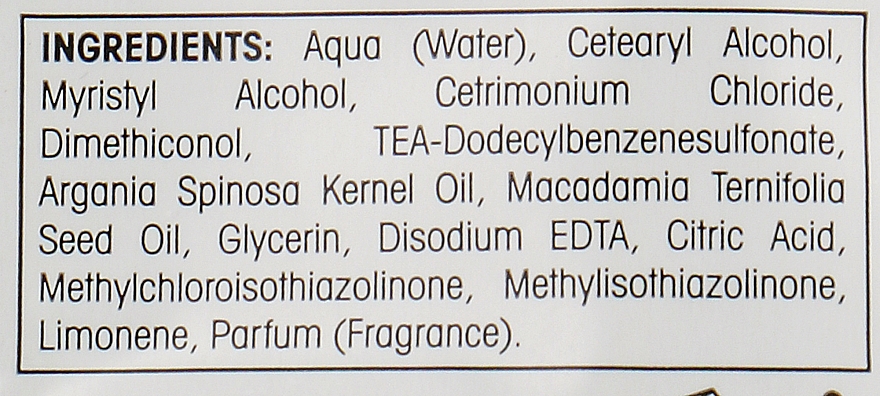 INGREDIENTS: Aqua (Water), Cetearyl Alcohol,
Myristyl Alcohol, Cetrimonium Chloride,
Dimethiconol, TEA-Dodecylbenzenesulfonate,
Argania Spinosa Kernel Oil, Macadamia Ternifolia
Seed Oil, Glycerin, Disodium EDTA, Citric Acid,
Methylchloroisothiazolinone, Methylisothiazolinone,
Limonene, Parfum (Fragrance).